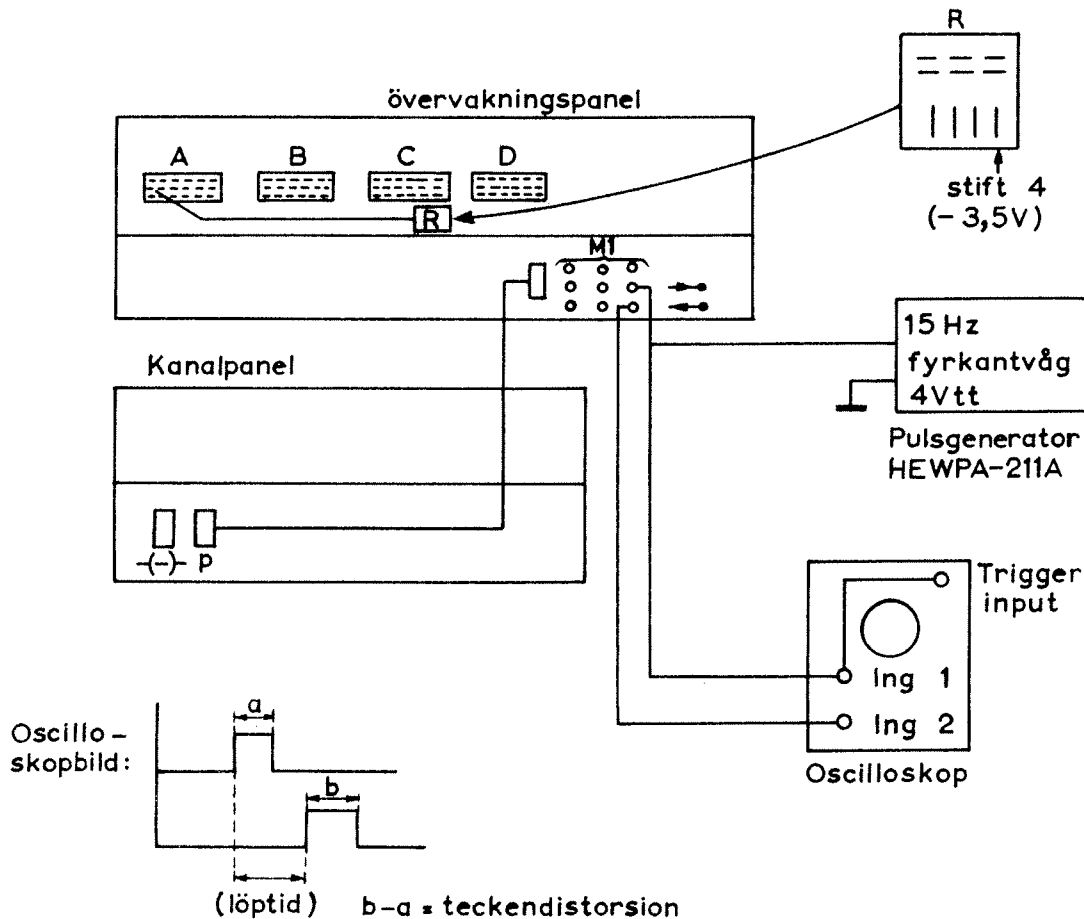 R
övervakningspanel
A B C D
stift 4
(- 3,5V)
R
M1
15 Hz
fyrkantvåg
4Vtt
Pulsgenerator
HEWPA-211A
Kanalpanel
-(-)- P
Trigger
input
Ing 1
Ing 2
Oscilloskop
Oscillo-
skopbild:
a
b
(löptid) b-a = teckendistorsion